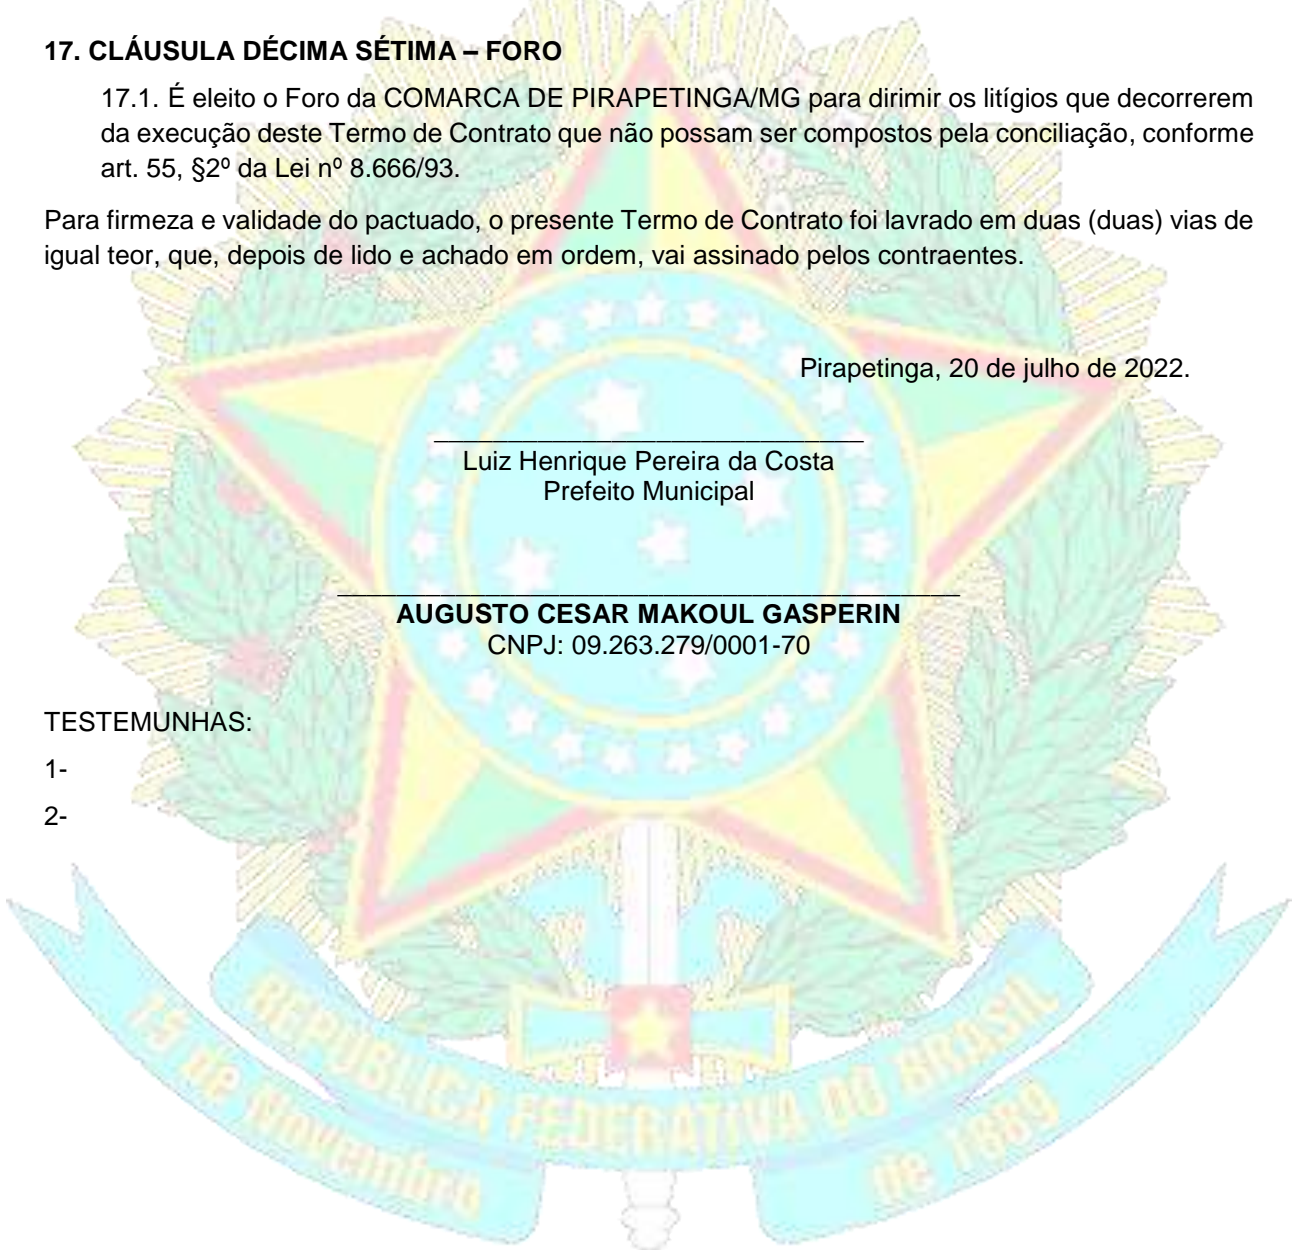 17. CLÁUSULA DÉCIMA SÉTIMA – FORO
17.1. É eleito o Foro da COMARCA DE PIRAPETINGA/MG para dirimir os litígios que decorrerem
da execução deste Termo de Contrato que não possam ser compostos pela conciliação, conforme
art. 55, §2º da Lei nº 8.666/93.
Para firmeza e validade do pactuado, o presente Termo de Contrato foi lavrado em duas (duas) vias de
igual teor, que, depois de lido e achado em ordem, vai assinado pelos contraentes.
Pirapetinga, 20 de julho de 2022.
Luiz Henrique Pereira da Costa
Prefeito Municipal
AUGUSTO CESAR MAKOUL GASPERIN
CNPJ: 09.263.279/0001-70
TESTEMUNHAS:
1-
2-
REPÚBLICA FEDERATIVA DO BRASIL
15 de Novembro
de 1889